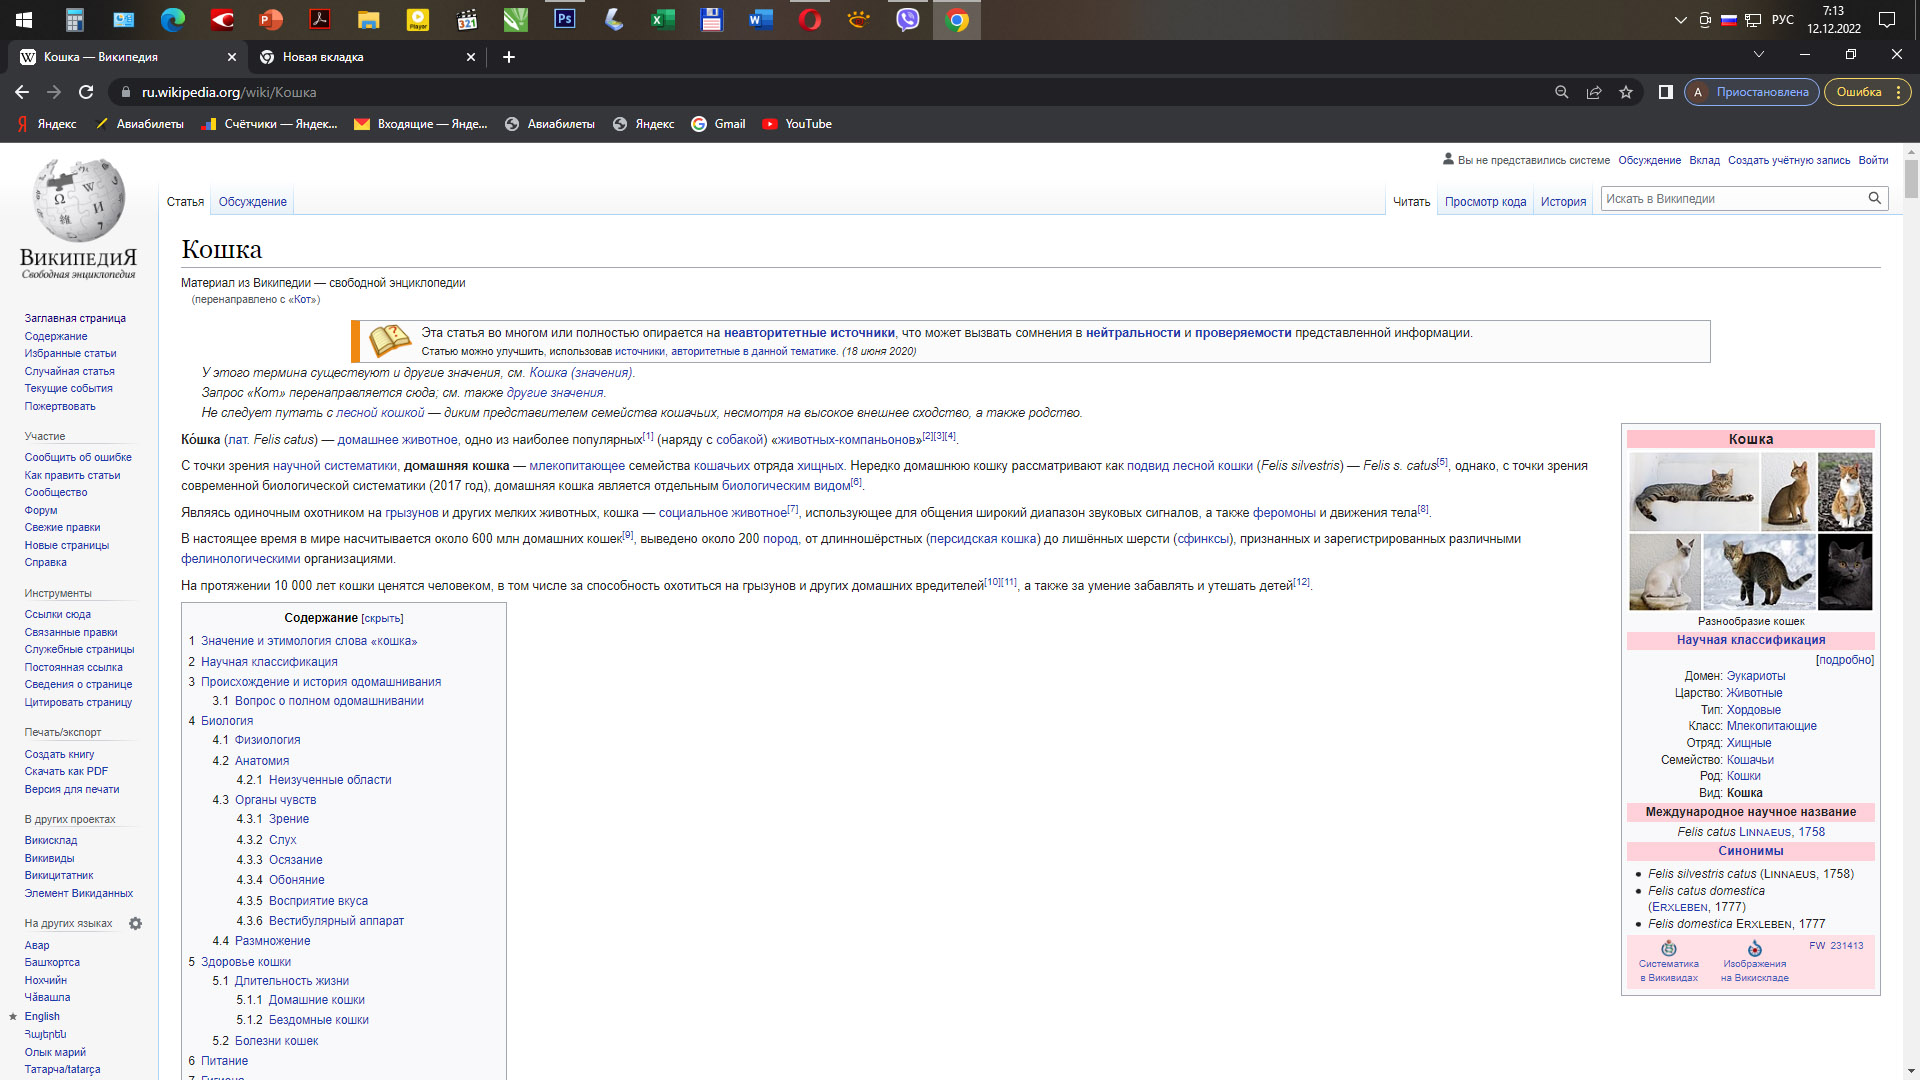 РУС
7:13
12.12.2022
Кошка — Википедия
Новая вкладка
ru.wikipedia.org/wiki/Кошка
А Приостановлена
Ошибка
Яндекс
Авиабилеты
Счётчики — Яндек...
Входящие — Янде...
Авиабилеты
Яндекс
Gmail
YouTube
Вы не представились системе Обсуждение Вклад Создать учётную запись Войти
Статья Обсуждение
Читать Просмотр кода История
Искать в Википедии
ВикипедиЯ
Свободная энциклопедия
Заглавная страница
Содержание
Избранные статьи
Случайная статья
Текущие события
Пожертвовать
Участие
Сообщить об ошибке
Как править статьи
Сообщество
Форум
Свежие правки
Новые страницы
Справка
Инструменты
Ссылки сюда
Связанные правки
Служебные страницы
Постоянная ссылка
Сведения о странице
Цитировать страницу
Печать/экспорт
Создать книгу
Скачать как PDF
Версия для печати
В других проектах
Викисклад
Викивиды
Викицитатник
Элемент Викиданных
На других языках
Авар
Башҡортса
Нохчийн
Чӑвашла
English
Հայերեն
Олык марий
Татарча/tatarça
Кошка
Материал из Википедии — свободной энциклопедии
(перенаправлено с «Кот»)
Эта статья во многом или полностью опирается на неавторитетные источники, что может вызвать сомнения в нейтральности и проверяемости представленной информации.
Статью можно улучшить, использовав источники, авторитетные в данной тематике. (18 июня 2020)
У этого термина существуют и другие значения, см. Кошка (значения).
Запрос «Кот» перенаправляется сюда; см. также другие значения.
Не следует путать с лесной кошкой — диким представителем семейства кошачьих, несмотря на высокое внешнее сходство, а также родство.
Ко́шка (лат. Felis catus) — домашнее животное, одно из наиболее популярных[1] (наряду с собакой) «животных-компаньонов»[2][3][4].
С точки зрения научной систематики, домашняя кошка — млекопитающее семейства кошачьих отряда хищных. Нередко домашнюю кошку рассматривают как подвид лесной кошки (Felis silvestris) — Felis s. catus[5], однако, с точки зрения
современной биологической систематики (2017 год), домашняя кошка является отдельным биологическим видом[6].
Являясь одиночным охотником на грызунов и других мелких животных, кошка — социальное животное[7], использующее для общения широкий диапазон звуковых сигналов, а также феромоны и движения тела[8].
В настоящее время в мире насчитывается около 600 млн домашних кошек[9], выведено около 200 пород, от длинношёрстных (персидская кошка) до лишённых шерсти (сфинксы), признанных и зарегистрированных различными
фелинологическими организациями.
На протяжении 10 000 лет кошки ценятся человеком, в том числе за способность охотиться на грызунов и других домашних вредителей[10][11], а также за умение забавлять и утешать детей[12].
Содержание [скрыть]
1 Значение и этимология слова «кошка»
2 Научная классификация
3 Происхождение и история одомашнивания
3.1 Вопрос о полном одомашнивании
4 Биология
4.1 Физиология
4.2 Анатомия
4.2.1 Неизученные области
4.3 Органы чувств
4.3.1 Зрение
4.3.2 Слух
4.3.3 Осязание
4.3.4 Обоняние
4.3.5 Восприятие вкуса
4.3.6 Вестибулярный аппарат
4.4 Размножение
5 Здоровье кошки
5.1 Длительность жизни
5.1.1 Домашние кошки
5.1.2 Бездомные кошки
5.2 Болезни кошек
6 Питание
7 Гигиена
Кошка
Разнообразие кошек
Научная классификация
[подробно]
Домен: Эукариоты
Царство: Животные
Тип: Хордовые
Класс: Млекопитающие
Отряд: Хищные
Семейство: Кошачьи
Род: Кошки
Вид: Кошка
Международное научное название
Felis catus LINNAEUS, 1758
Синонимы
Felis silvestris catus (LINNAEUS, 1758)
Felis catus domestica
(ERXLEBEN, 1777)
Felis domestica ERXLEBEN, 1777
Систематика
в Викивидах
Изображения
на Викискладе
FW 231413